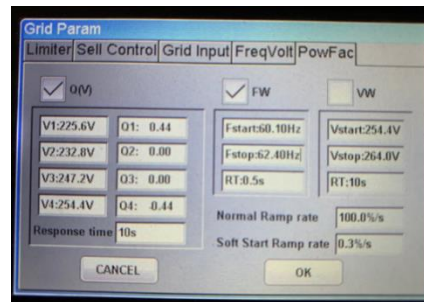 Grid Param
Limiter Sell Control Grid Input FreqVolt PowFac
Q(V) FW VW
V1:225.6V Q1: 0.44 Fstart:60.10Hz Vstart:254.4V
V2:232.8V Q2: 0.00 Fstop:62.40Hz Vstop:264.0V
V3:247.2V Q3: 0.00 RT:0.5s RT:10s
V4:254.4V Q4: -0.44
Normal Ramp rate 100.0%/s
Response time 10s
Soft Start Ramp rate 0.3%/s
CANCEL OK